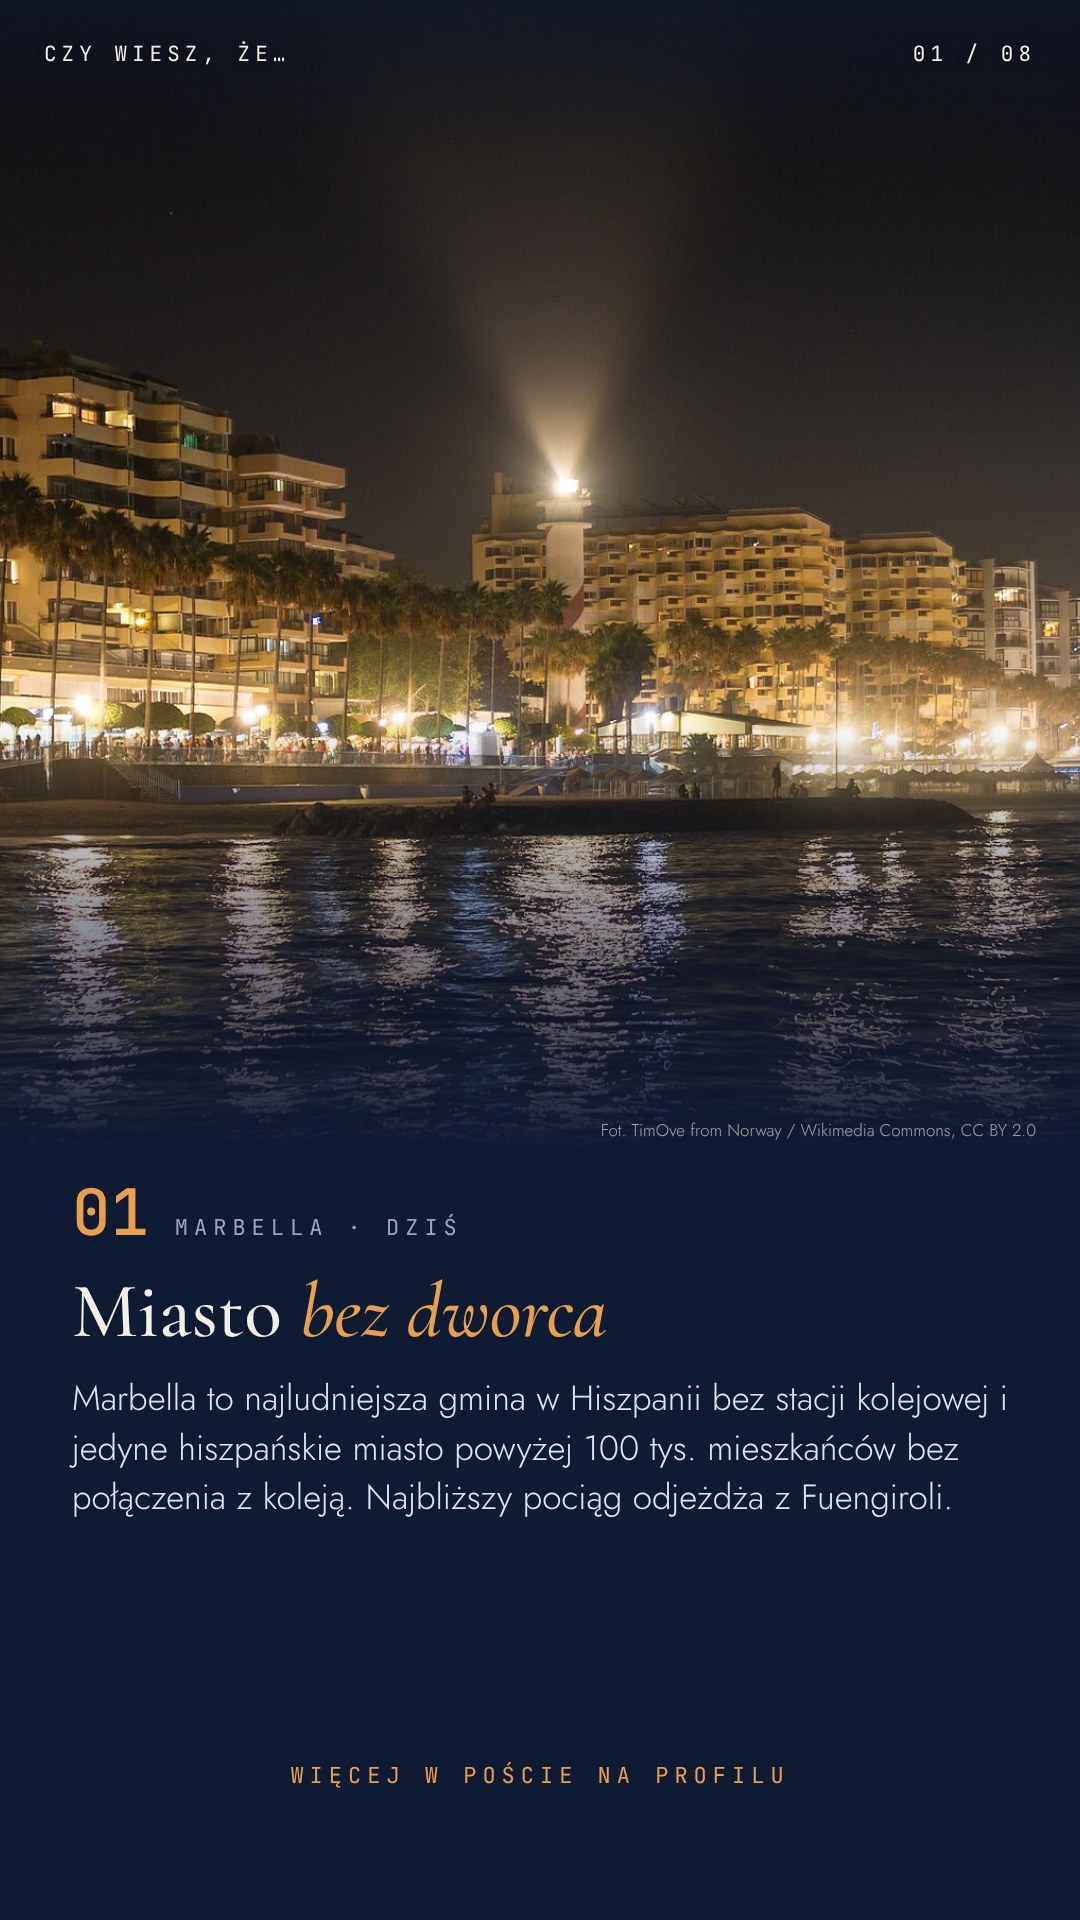 CZY WIESZ, ŻE…
01 / 08
Fot. TimOve from Norway / Wikimedia Commons, CC BY 2.0
01 MARBELLA · DZIŚ
Miasto bez dworca
Marbella to najludniejsza gmina w Hiszpanii bez stacji kolejowej i
jedyne hiszpańskie miasto powyżej 100 tys. mieszkańców bez
połączenia z koleją. Najbliższy pociąg odjeżdża z Fuengiroli.
WIĘCEJ W POŚCIE NA PROFILU